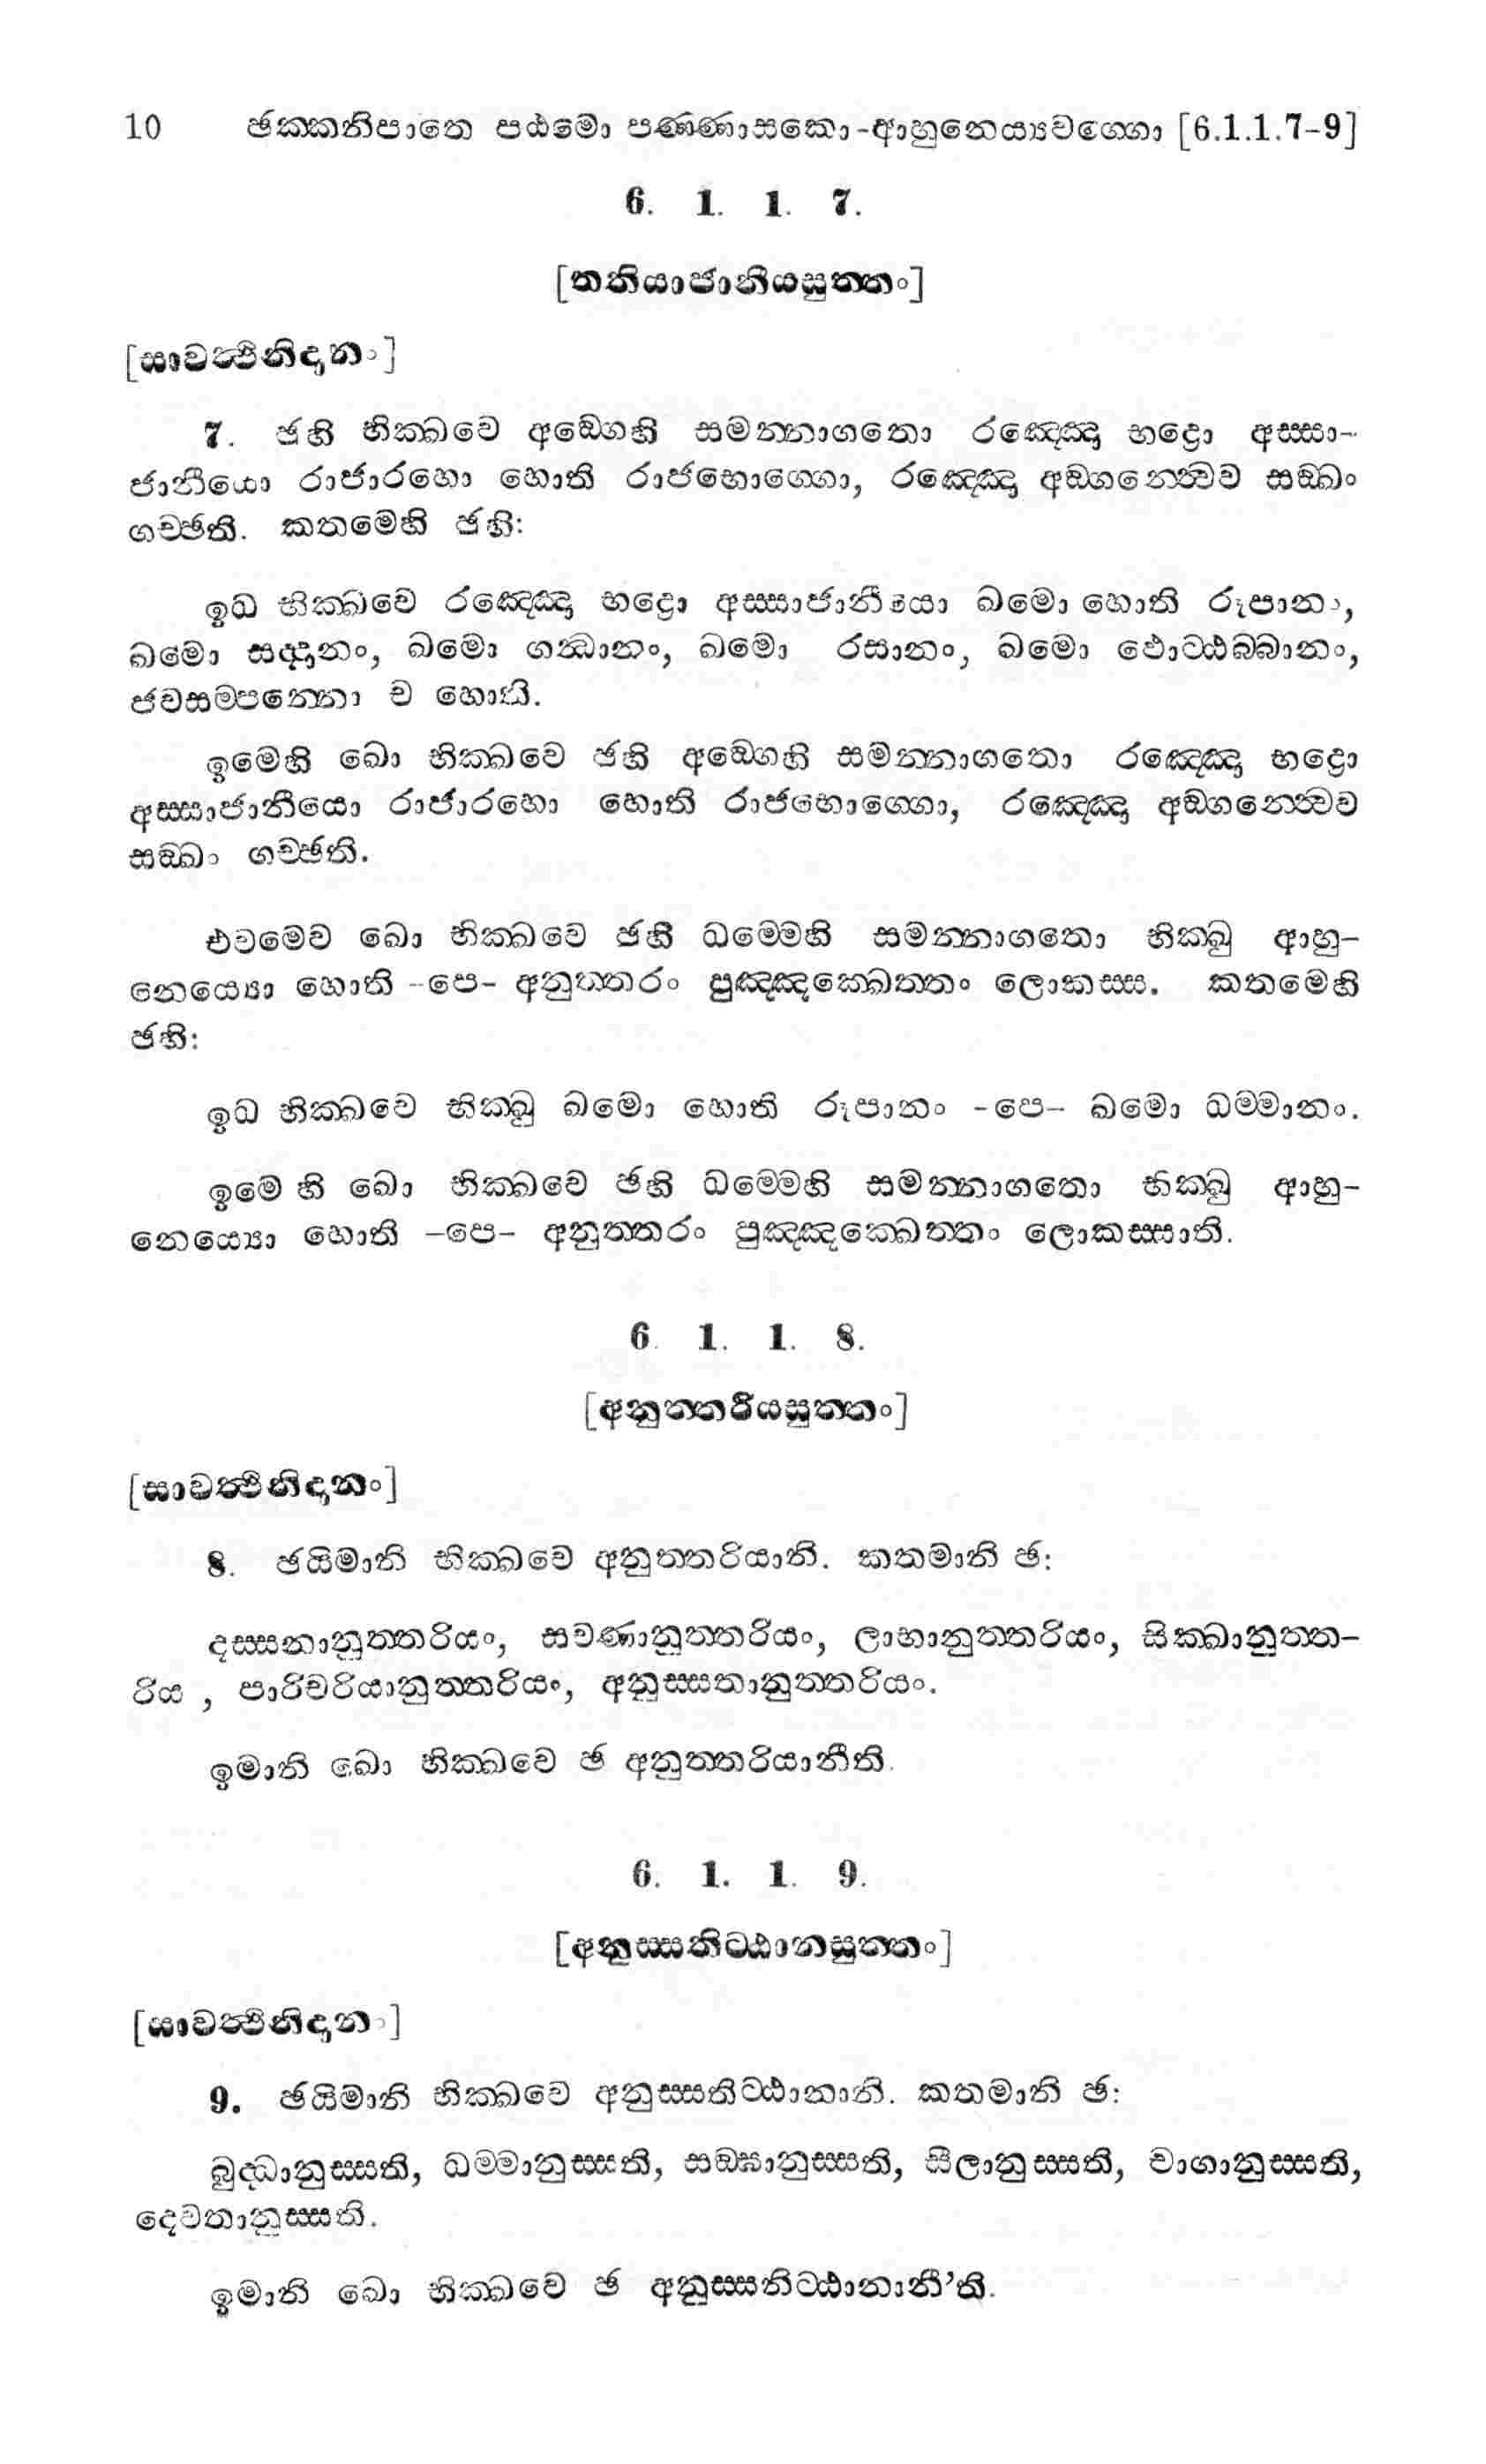 10 ඡක්කනිපාතෙ පඨමො පණ්ණාසකො-ආහුනෙය්‍යවග්ගො [6.1.1.7-9]
6. 1. 1. 7.
[තතියාජානීයසුත්තං]
[සාවත්‍ථිනිදානං]
7. ඡහි භික්ඛවෙ අඞ්ගෙහි සමන්නාගතො රඤ්ඤො භද්‍රො අස්සා-
ජානීයො රාජාරහො හොති රාජභොග්ගො, රඤ්ඤො අඞ්ගන්ත්‍වෙව සඞ්ඛං
ගච්ඡති. කතමෙහි ඡහි:
ඉධ භික්ඛවෙ රඤ්ඤො භද්‍රො අස්සාජානීයො ඛමො හොති රූපානං,
ඛමො සද්දානං, ඛමො ගන්ධානං, ඛමො රසානං, ඛමො ඵොට්ඨබ්බානං,
ජවසම්පන්නො ච හොති.
ඉමෙහි ඛො භික්ඛවෙ ඡහි අඞ්ගෙහි සමන්නාගතො රඤ්ඤො භද්‍රො
අස්සාජානීයො රාජාරහො හොති රාජභොග්ගො, රඤ්ඤො අඞ්ගන්ත්‍වෙව
සඞ්ඛං ගච්ඡති.
එවමෙව ඛො භික්ඛවෙ ඡහි ධම්මෙහි සමන්නාගතො භික්ඛු ආහු-
නෙය්‍යො හොති -පෙ- අනුත්තරං පුඤ්ඤක්ඛෙත්තං ලොකස්ස. කතමෙහි
ඡහි:
ඉධ භික්ඛවෙ භික්ඛු ඛමො හොති රූපානං -පෙ- ඛමො ධම්මානං.
ඉමෙ හි ඛො භික්ඛවෙ ඡහි ධම්මෙහි සමන්නාගතො භික්ඛු ආහු-
නෙය්‍යො හොති -පෙ- අනුත්තරං පුඤ්ඤක්ඛෙත්තං ලොකස්සාති.
6. 1. 1. 8.
[අනුත්තරියසුත්තං]
[සාවත්‍ථිනිදානං]
8. ඡයිමානි භික්ඛවෙ අනුත්තරියානි. කතමානි ඡ:
දස්සනානුත්තරියං, සවණානුත්තරියං, ලාභානුත්තරියං, සික්ඛානුත්ත-
රිය , පාරිචරියානුත්තරියං, අනුස්සතානුත්තරියං.
ඉමානි ඛො භික්ඛවෙ ඡ අනුත්තරියානීති.
6. 1. 1. 9.
[අනුස්සතිට්ඨානසුත්තං]
[සාවත්‍ථිනිදානං]
9. ඡයිමානි භික්ඛවෙ අනුස්සතිට්ඨානානි. කතමානි ඡ:
බුද්ධානුස්සති, ධම්මානුස්සති, සඞ්ඝානුස්සති, සීලානුස්සති, චාගානුස්සති,
දෙවතානුස්සති.
ඉමානි ඛො භික්ඛවෙ ඡ අනුස්සතිට්ඨානානී’ති.